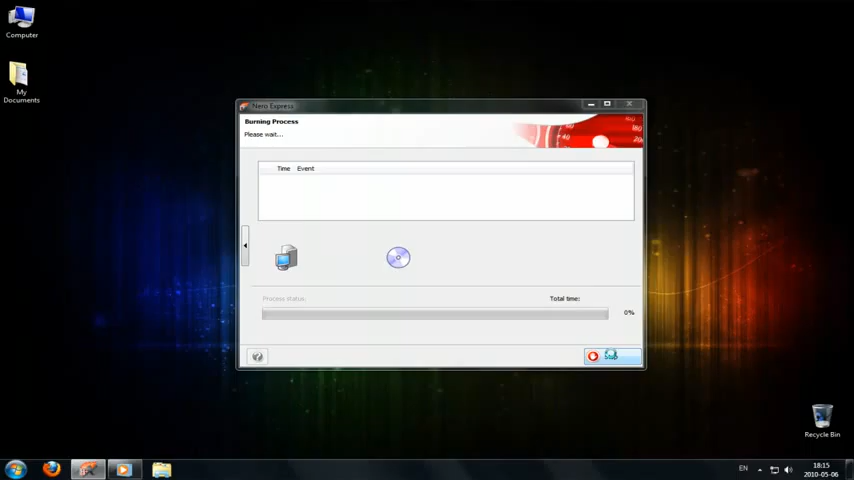 Computer
My
Documents
Nero Express
Burning Process
Please wait...
Time Event
Process status:
Total time:
0%
Recycle Bin
EN
18:15
2010-05-06